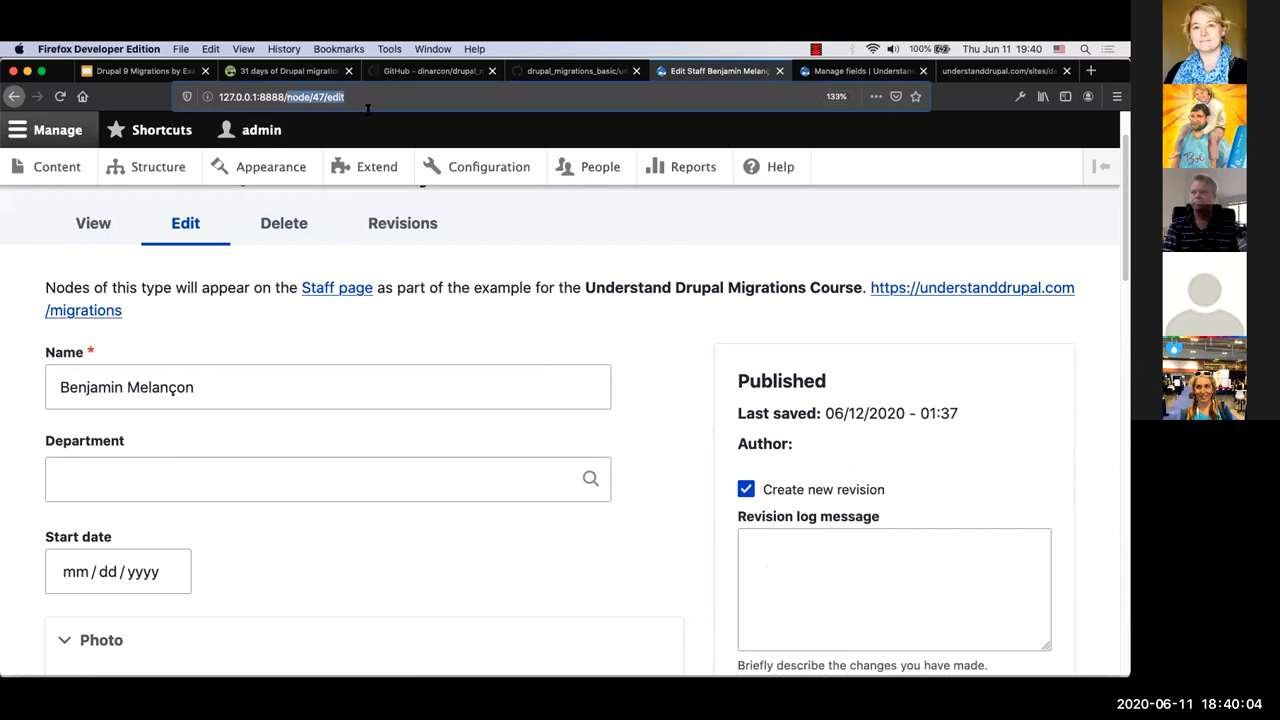 Firefox Developer Edition File Edit View History Bookmarks Tools Window Help 100% Thu Jun 11 19:40
Drupal 9 Migrations by Ex 31 days of Drupal migratio GitHub - dinarcon/drupal_ drupal_migrations_basic/u Edit Staff Benjamin Melanç Manage fields | Understan understanddrupal.com/sites/d
127.0.0.1:8888/node/47/edit 133%
Manage Shortcuts admin
Content Structure Appearance Extend Configuration People Reports Help
View Edit Delete Revisions
Nodes of this type will appear on the Staff page as part of the example for the Understand Drupal Migrations Course. https://understanddrupal.com
/migrations
Name *
Benjamin Melançon
Department
Start date
mm / dd / yyyy
Photo
Published
Last saved: 06/12/2020 - 01:37
Author:
Create new revision
Revision log message
Briefly describe the changes you have made.
Bob
2020-06-11 18:40:04